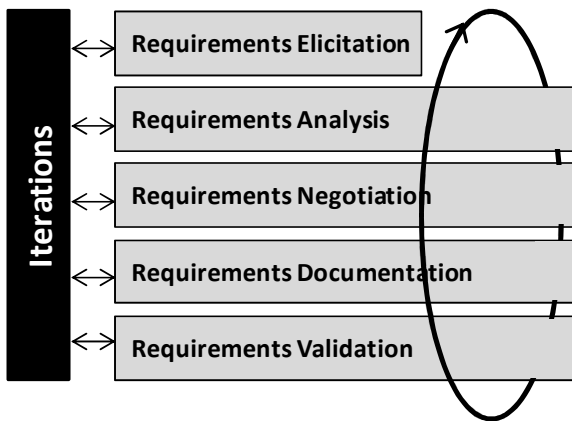 Iterations
Requirements Elicitation
Requirements Analysis
Requirements Negotiation
Requirements Documentation
Requirements Validation